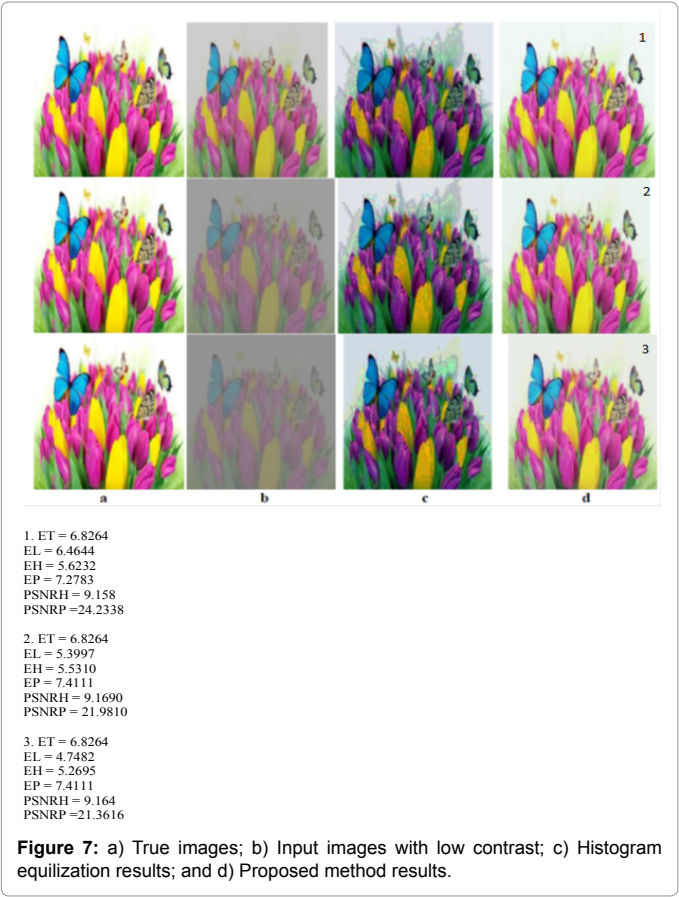 1
2
3
a b c d
1. ET = 6.8264
EL = 6.4644
EH = 5.6232
EP = 7.2783
PSNRH = 9.158
PSNRP =24.2338
2. ET = 6.8264
EL = 5.3997
EH = 5.5310
EP = 7.4111
PSNRH = 9.1690
PSNRP = 21.9810
3. ET = 6.8264
EL = 4.7482
EH = 5.2695
EP = 7.4111
PSNRH = 9.164
PSNRP =21.3616
Figure 7: a) True images; b) Input images with low contrast; c) Histogram
equilization results; and d) Proposed method results.